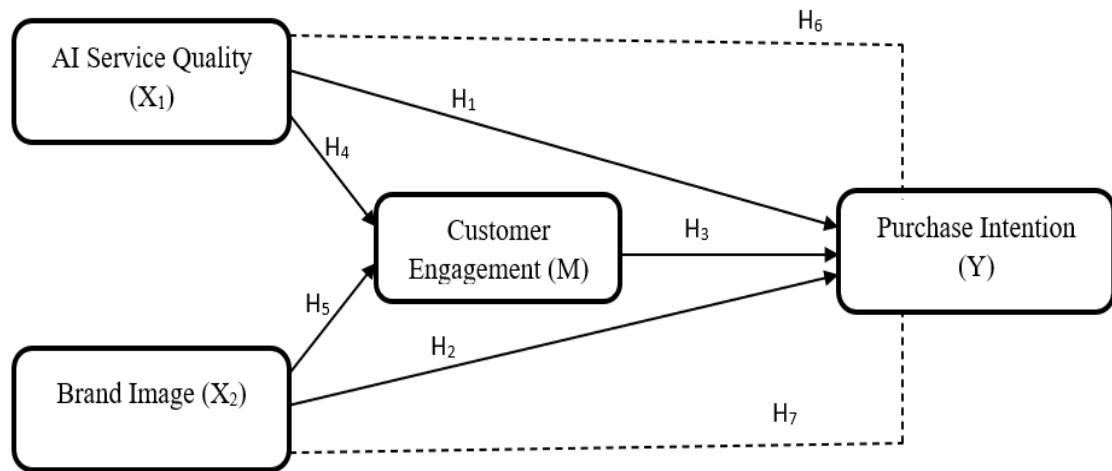 H₆
AI Service Quality
(X₁)
H₁
H₄
Customer
Engagement (M)
H₃
Purchase Intention
(Y)
H₅
H₂
Brand Image (X₂)
H₇